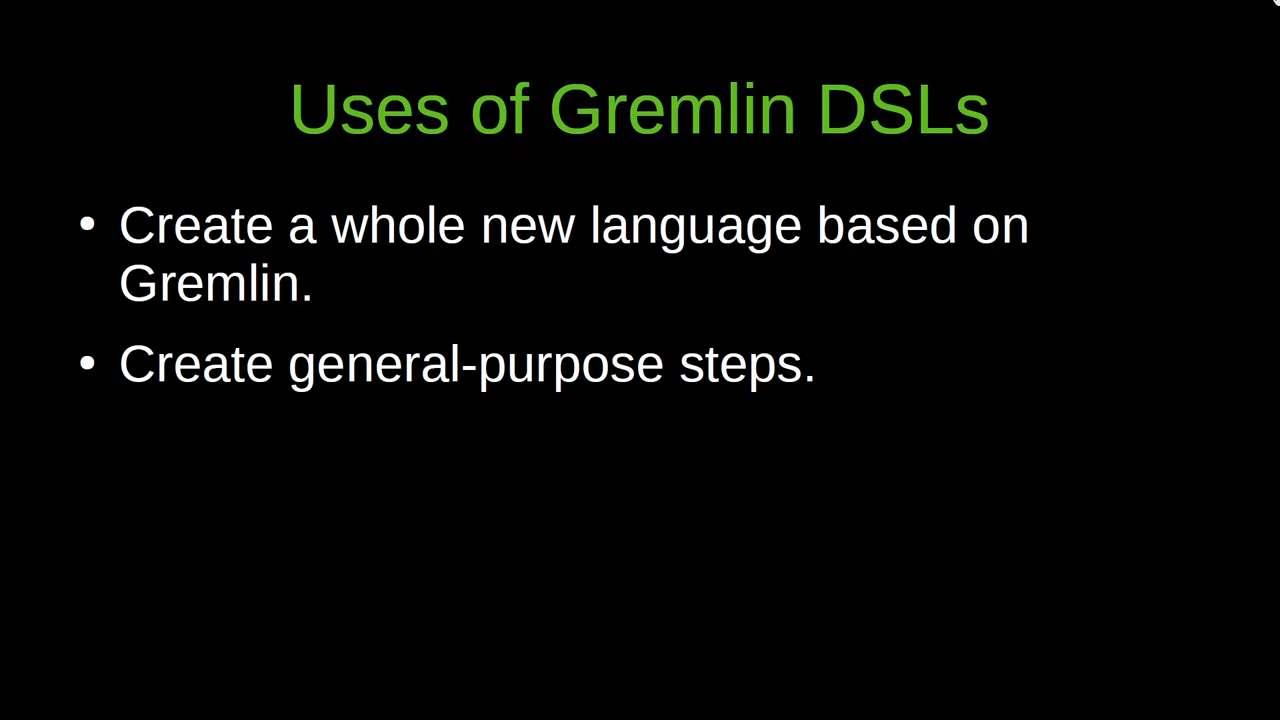 Uses of Gremlin DSLs
• Create a whole new language based on
Gremlin.
• Create general-purpose steps.